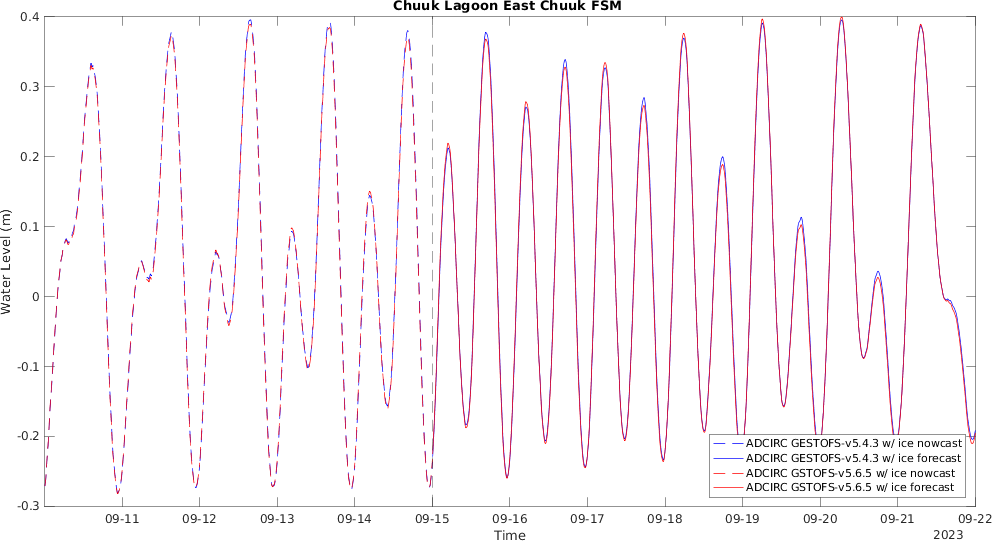 Chuuk Lagoon East Chuuk FSM
Water Level (m)
0.4
0.3
0.2
0.1
0
-0.1
-0.2
-0.3
ADCIRC GESTOFS-v5.4.3 w/ ice nowcast
ADCIRC GESTOFS-v5.4.3 w/ ice forecast
ADCIRC GSTOFS-v5.6.5 w/ ice nowcast
ADCIRC GSTOFS-v5.6.5 w/ ice forecast
09-11 09-12 09-13 09-14 09-15 09-16 09-17 09-18 09-19 09-20 09-21 09-22
Time
2023